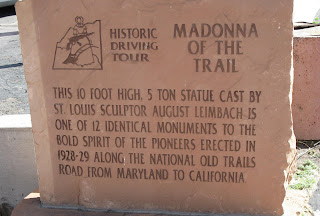 HISTORIC
DRIVING
TOUR
MADONNA
OF THE
TRAIL
THIS 10 FOOT HIGH, 5 TON STATUE CAST BY
ST. LOUIS SCULPTOR AUGUST LEIMBACH IS
ONE OF 12 IDENTICAL MONUMENTS TO THE
BOLD SPIRIT OF THE PIONEERS ERECTED IN
1928-29 ALONG THE NATIONAL OLD TRAILS
ROAD FROM MARYLAND TO CALIFORNIA.